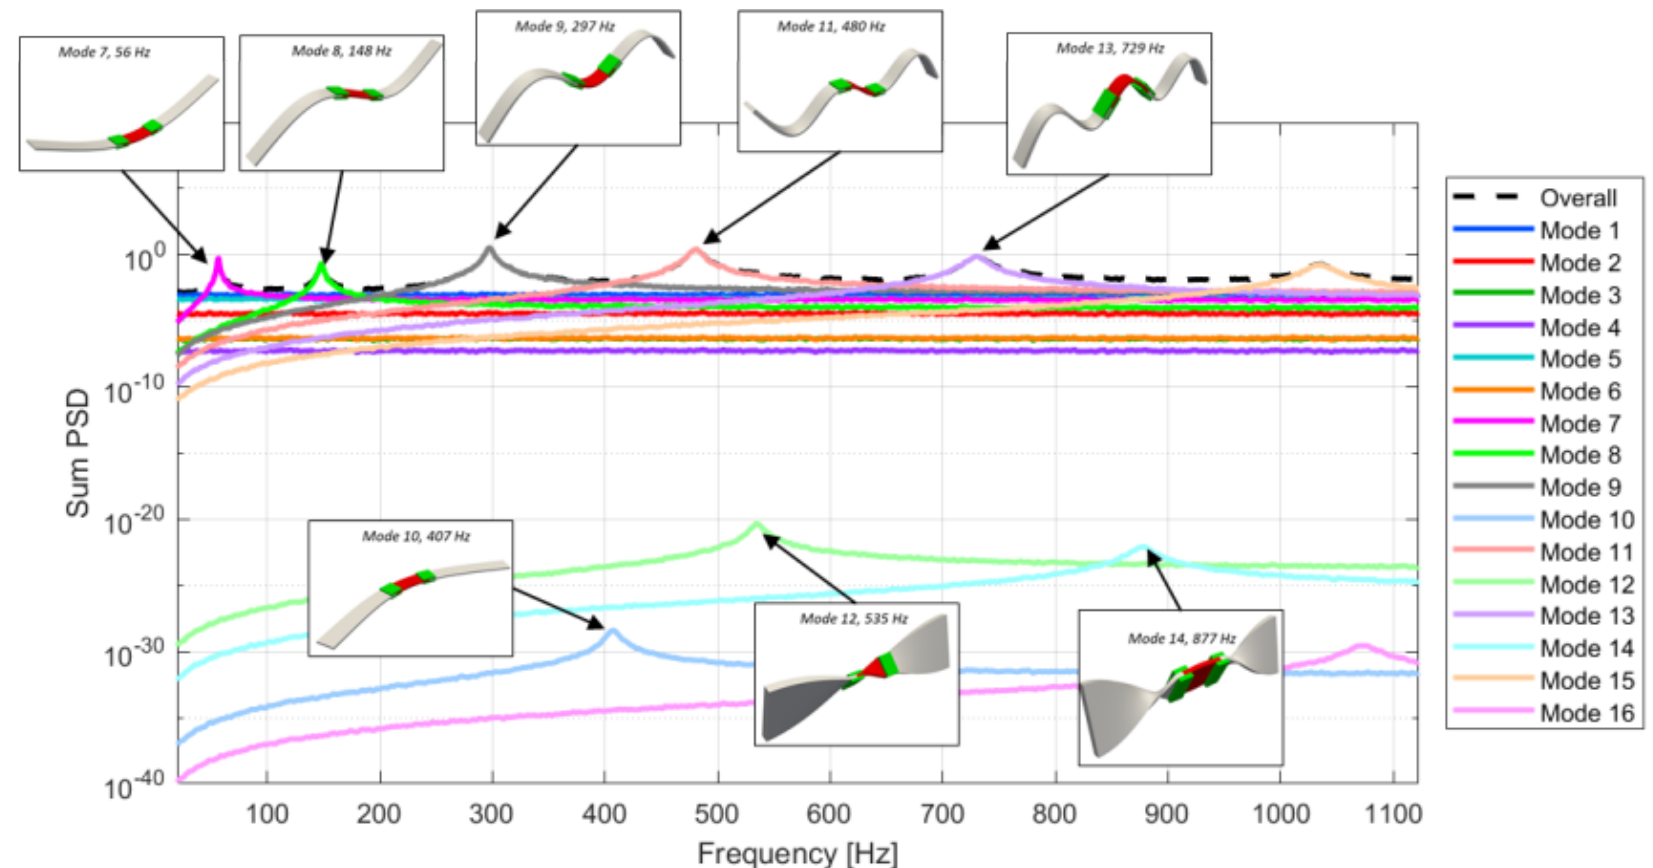 Mode 7, 56 Hz
Mode 8, 148 Hz
Mode 9, 297 Hz
Mode 11, 480 Hz
Mode 13, 729 Hz
10^0
10^-10
10^-20
10^-30
10^-40
Sum PSD
Mode 10, 407 Hz
Mode 12, 535 Hz
Mode 14, 877 Hz
100 200 300 400 500 600 700 800 900 1000 1100
Frequency [Hz]
Overall
Mode 1
Mode 2
Mode 3
Mode 4
Mode 5
Mode 6
Mode 7
Mode 8
Mode 9
Mode 10
Mode 11
Mode 12
Mode 13
Mode 14
Mode 15
Mode 16